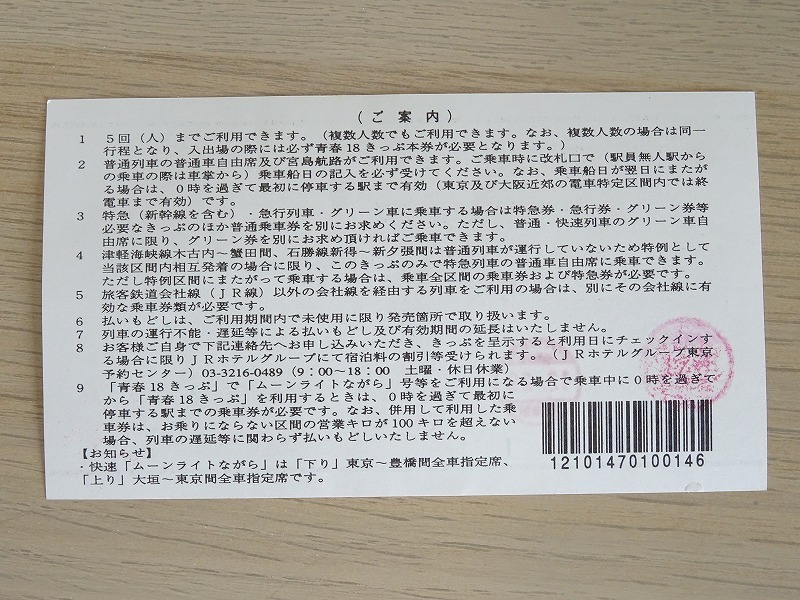 (ご 案 内)
1 5回(人)までご利用できます。(複数人数でもご利用できます。なお、複数人数の場合は同一
行程となり、入出場の際には必ず青春18きっぷ本券が必要となります。)
2 普通列車の普通車自由席及び宮島航路がご利用できます。ご乗車時に改札口で(駅員無人駅から
の乗車の際は車掌から)乗車船日の記入を必ず受けてください。なお、乗車船日が翌日にまたが
る場合は、0時を過ぎて最初に停車する駅まで有効(東京及び大阪近郊の電車特定区間内では終
電車まで有効)です。
3 特急(新幹線を含む)・急行列車・グリーン車に乗車する場合は特急券・急行券・グリーン券等
必要なきっぷのほか普通乗車券を別にお求めください。ただし、普通・快速列車のグリーン車自
由席に限り、グリーン券を別にお求め頂ければご乗車できます。
4 津軽海峡線木古内~蟹田間、石勝線新得~新夕張間は普通列車が運行していないため特例として
当該区間内相互発着の場合に限り、このきっぷのみで特急列車の普通車自由席に乗車できます。
ただし特例区間にまたがって乗車する場合は、乗車全区間の乗車券および特急券が必要です。
5 旅客鉄道会社線(JR線)以外の会社線を経由する列車をご利用の場合は、別にその会社線に有
効な乗車券類が必要です。
6 払いもどしは、ご利用期間内で未使用に限り発売箇所で取り扱います。
7 列車の運行不能・遅延等による払いもどし及び有効期間の延長はいたしません。
8 お客様ご自身で下記連絡先へお申し込みいただき、きっぷを呈示すると利用日にチェックインす
る場合に限りJRホテルグループにて宿泊料の割引等受けられます。(JRホテルグループ東京
予約センター)03-3216-0489(9:00~18:00 土曜・休日休業)
9 「青春18きっぷ」で「ムーンライトながら」号等をご利用になる場合で乗車中に0時を過ぎて
から「青春18きっぷ」を利用するときは、0時を過ぎて最初に
停車する駅までの乗車券が必要です。なお、併用して利用した乗
車券は、お乗りにならない区間の営業キロが100キロを超えない
場合、列車の遅延等に関わらず払いもどしいたしません。
【お知らせ】
・快速「ムーンライトながら」は「下り」東京~豊橋間全車指定席、
「上り」大垣~東京間全車指定席です。
12101470100146